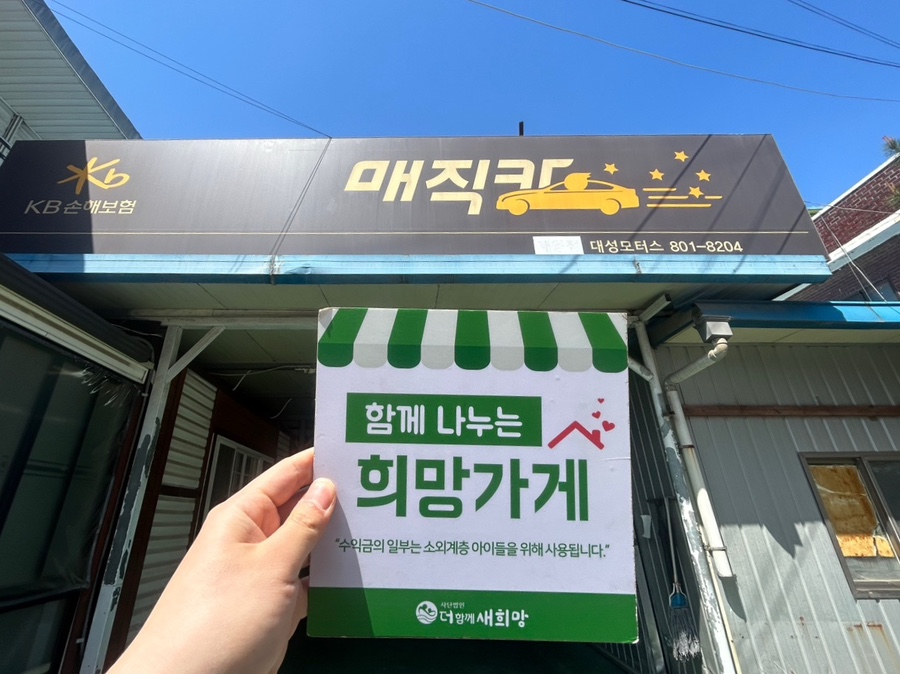 Kb
KB손해보험
매직카
대성모터스 801-8204
함께 나누는
희망가게
"수익금의 일부는 소외계층 아이들을 위해 사용됩니다."
사단법인
더함께새희망